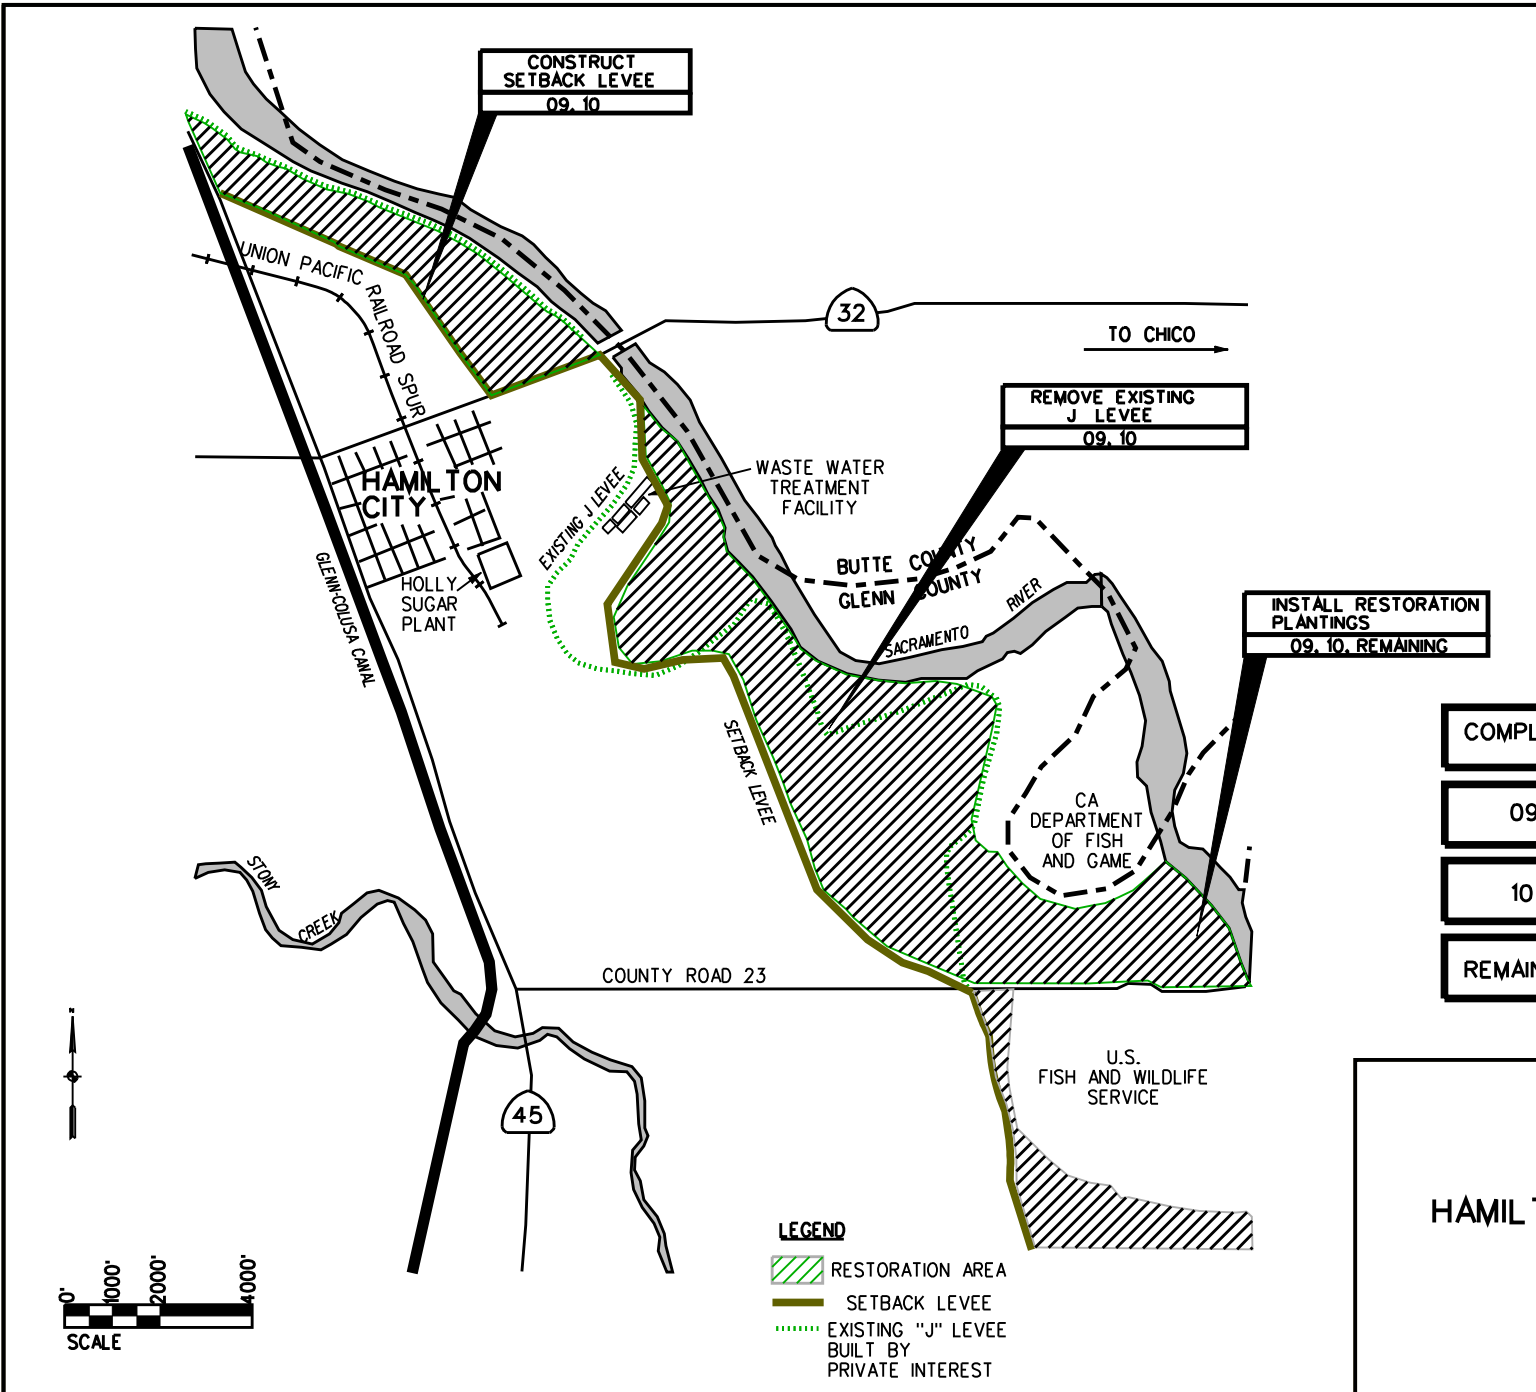 CONSTRUCT
SETBACK LEVEE
09, 10
UNION PACIFIC RAILROAD SPUR
32
TO CHICO
REMOVE EXISTING
J LEVEE
09, 10
WASTE WATER
TREATMENT
FACILITY
HAMILTON
CITY
EXISTING J LEVEE
BUTTE COUNTY
GLENN COUNTY
GLENN-COLUSA CANAL
HOLLY
SUGAR
PLANT
SACRAMENTO RIVER
INSTALL RESTORATION
PLANTINGS
09, 10, REMAINING
SETBACK LEVEE
COMPL
09
10
REMAIN
CA
DEPARTMENT
OF FISH
AND GAME
STONY CREEK
COUNTY ROAD 23
N
U.S.
FISH AND WILDLIFE
SERVICE
45
HAMILT
LEGEND
RESTORATION AREA
SETBACK LEVEE
EXISTING "J" LEVEE
BUILT BY
PRIVATE INTEREST
0' 1000' 2000' 4000'
SCALE